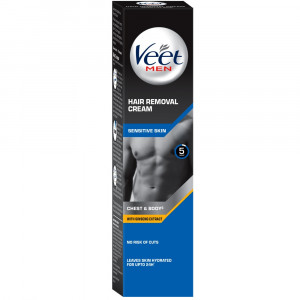 Veet
MEN
HAIR REMOVAL
CREAM
SENSITIVE SKIN
5
CHEST & BODY
WITH GINSENG EXTRACT
NO RISK OF CUTS
LEAVES SKIN HYDRATED
FOR UPTO 24H